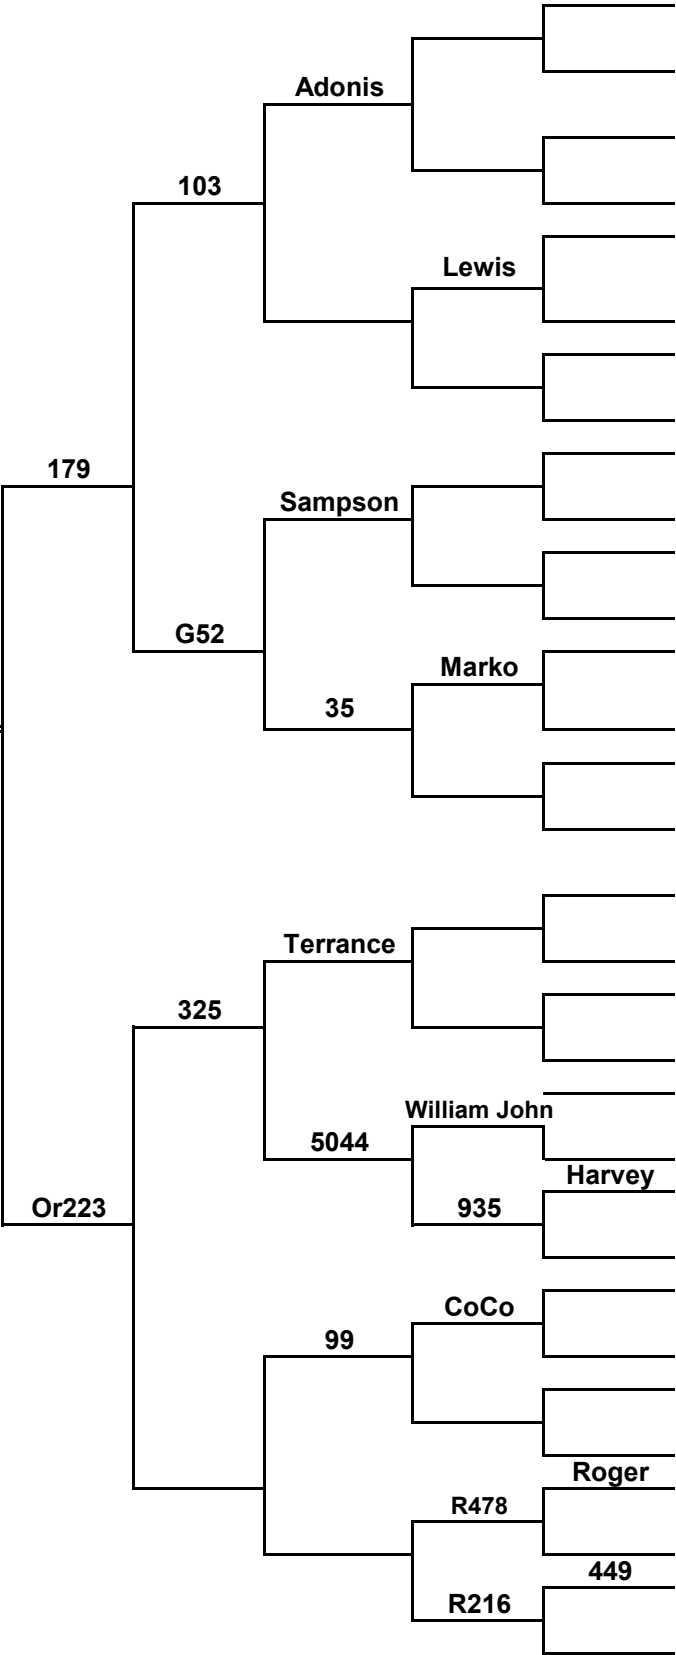 Adonis
103
Lewis
179
Sampson
G52
Marko
35
Terrance
325
William John
5044
Harvey
935
Or223
CoCo
99
Roger
R478
449
R216